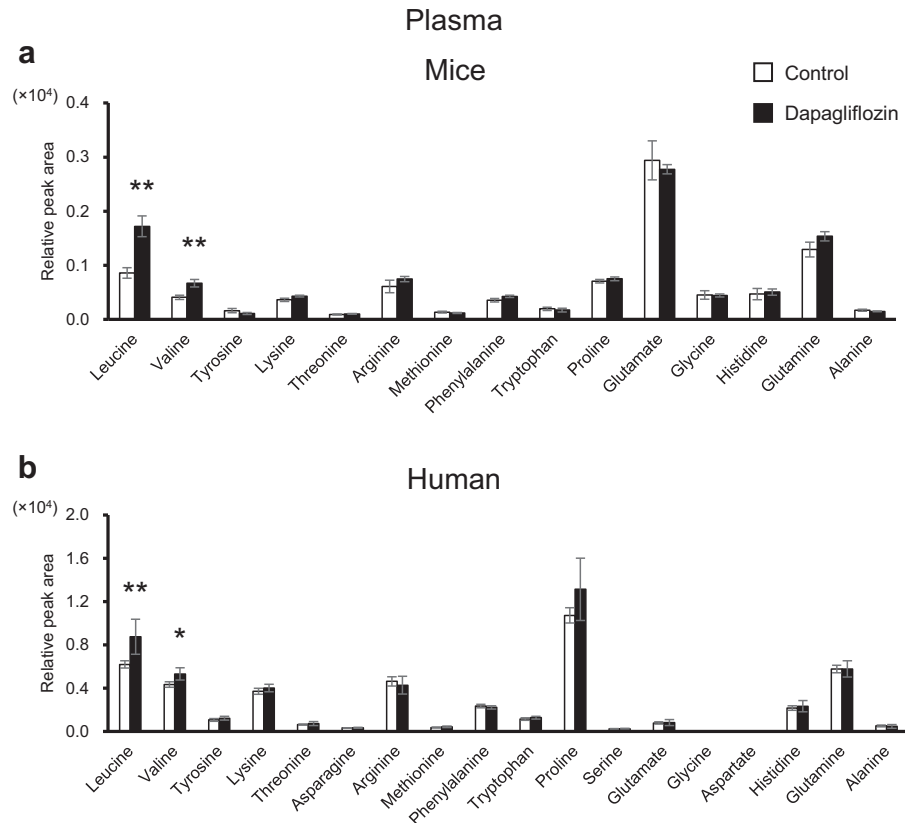 Plasma
a
Mice
Control
Dapagliflozin
(×10⁴)
Relative peak area
0.4
0.3
0.2
0.1
0.0
**
**
Leucine
Valine
Tyrosine
Lysine
Threonine
Arginine
Methionine
Phenylalanine
Tryptophan
Proline
Glutamate
Glycine
Histidine
Glutamine
Alanine
b
Human
(×10⁴)
Relative peak area
2.0
1.6
1.2
0.8
0.4
0.0
**
*
Leucine
Valine
Tyrosine
Lysine
Threonine
Asparagine
Arginine
Methionine
Phenylalanine
Tryptophan
Proline
Serine
Glutamate
Glycine
Aspartate
Histidine
Glutamine
Alanine